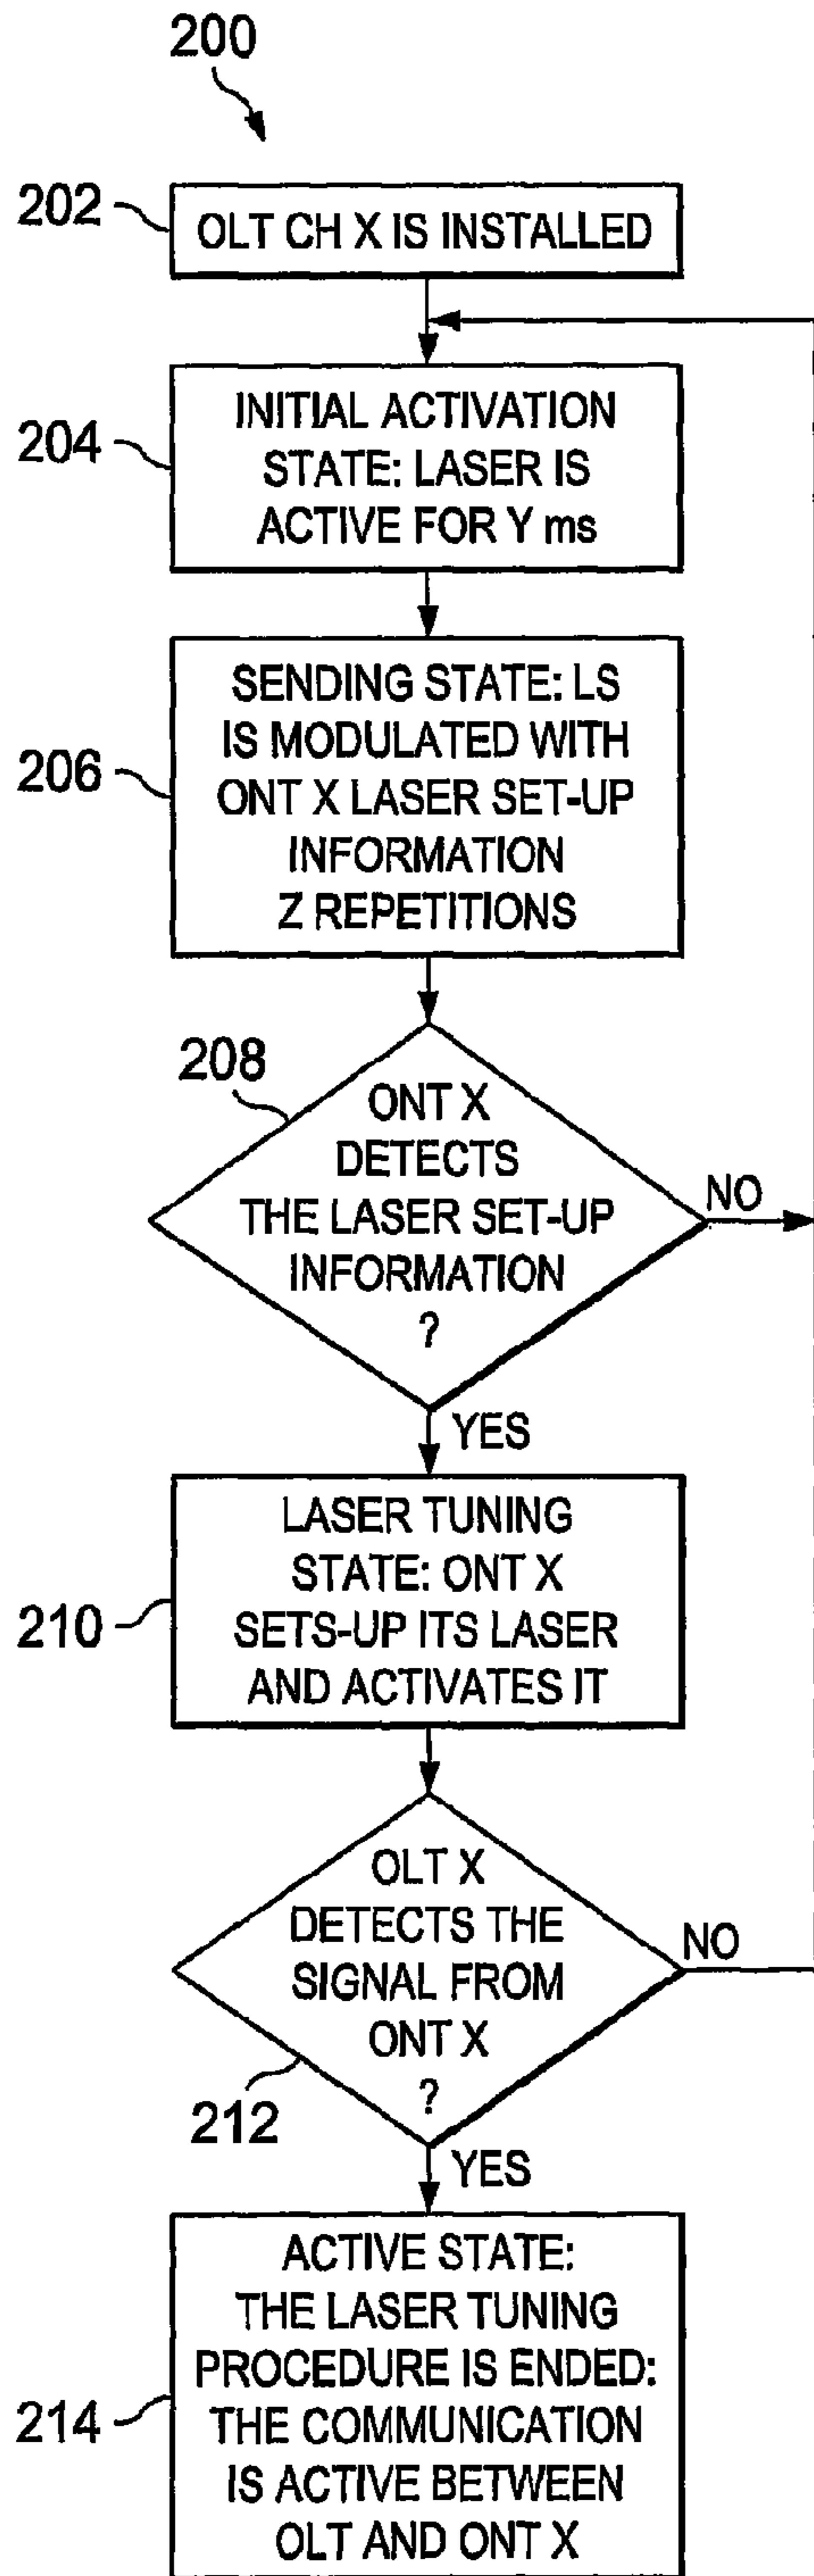 200
202
OLT CH X IS INSTALLED
204
INITIAL ACTIVATION
STATE: LASER IS
ACTIVE FOR Y ms
206
SENDING STATE: LS
IS MODULATED WITH
ONT X LASER SET-UP
INFORMATION
Z REPETITIONS
208
ONT X
DETECTS
THE LASER SET-UP
INFORMATION
?
NO
YES
210
LASER TUNING
STATE: ONT X
SETS-UP ITS LASER
AND ACTIVATES IT
OLT X
DETECTS THE
SIGNAL FROM
ONT X
?
NO
212
YES
214
ACTIVE STATE:
THE LASER TUNING
PROCEDURE IS ENDED:
THE COMMUNICATION
IS ACTIVE BETWEEN
OLT AND ONT X